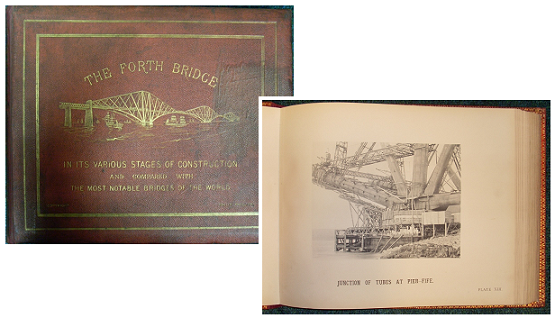 THE FORTH BRIDGE
IN ITS VARIOUS STAGES OF CONSTRUCTION
AND COMPARED WITH
THE MOST NOTABLE BRIDGES OF THE WORLD
JUNCTION OF TUBES AT PIER-FIFE.
PLATE